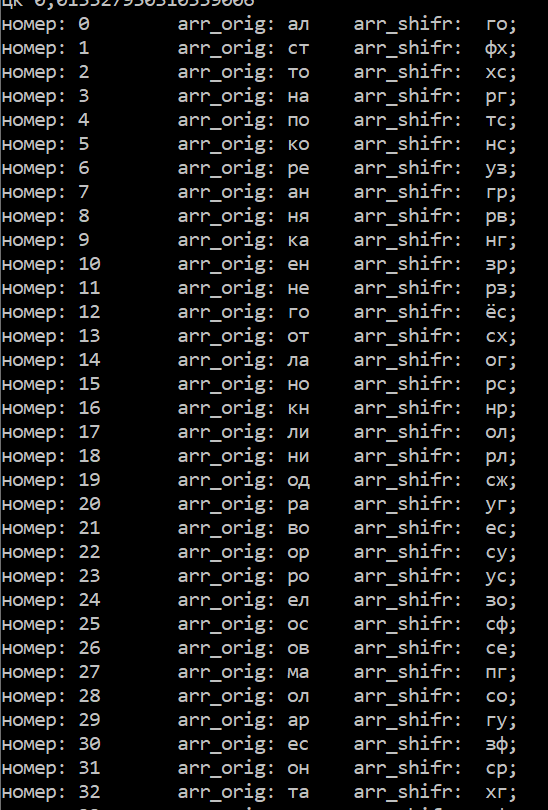 номер: 0 arr_orig: ал arr_shifr: го;
номер: 1 arr_orig: ст arr_shifr: фх;
номер: 2 arr_orig: то arr_shifr: хс;
номер: 3 arr_orig: на arr_shifr: рг;
номер: 4 arr_orig: по arr_shifr: тс;
номер: 5 arr_orig: ко arr_shifr: нс;
номер: 6 arr_orig: ре arr_shifr: уз;
номер: 7 arr_orig: ан arr_shifr: гр;
номер: 8 arr_orig: ня arr_shifr: рв;
номер: 9 arr_orig: ка arr_shifr: нг;
номер: 10 arr_orig: ен arr_shifr: зр;
номер: 11 arr_orig: не arr_shifr: рз;
номер: 12 arr_orig: го arr_shifr: ёс;
номер: 13 arr_orig: от arr_shifr: сх;
номер: 14 arr_orig: ла arr_shifr: ог;
номер: 15 arr_orig: но arr_shifr: рс;
номер: 16 arr_orig: кн arr_shifr: нр;
номер: 17 arr_orig: ли arr_shifr: ол;
номер: 18 arr_orig: ни arr_shifr: рл;
номер: 19 arr_orig: од arr_shifr: сж;
номер: 20 arr_orig: ра arr_shifr: уг;
номер: 21 arr_orig: во arr_shifr: ес;
номер: 22 arr_orig: ор arr_shifr: су;
номер: 23 arr_orig: ро arr_shifr: ус;
номер: 24 arr_orig: ел arr_shifr: зо;
номер: 25 arr_orig: ос arr_shifr: сф;
номер: 26 arr_orig: ов arr_shifr: се;
номер: 27 arr_orig: ма arr_shifr: пг;
номер: 28 arr_orig: ол arr_shifr: со;
номер: 29 arr_orig: ар arr_shifr: гу;
номер: 30 arr_orig: ес arr_shifr: зф;
номер: 31 arr_orig: он arr_shifr: ср;
номер: 32 arr_orig: та arr_shifr: хг;